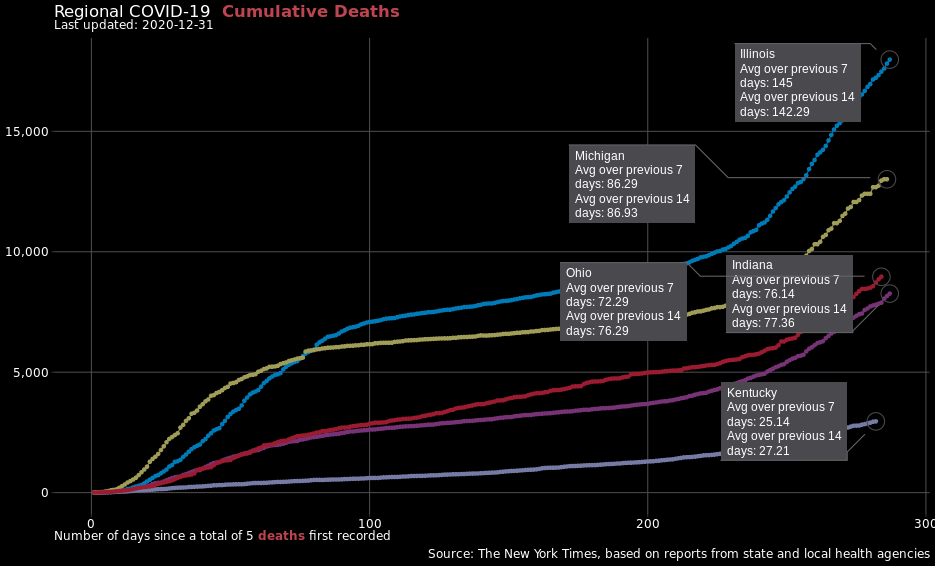 Regional COVID-19 Cumulative Deaths
Last updated: 2020-12-31
Illinois
Avg over previous 7
days: 145
Avg over previous 14
days: 142.29
15,000
Michigan
Avg over previous 7
days: 86.29
Avg over previous 14
days: 86.93
10,000
Ohio
Avg over previous 7
days: 72.29
Avg over previous 14
days: 76.29
Indiana
Avg over previous 7
days: 76.14
Avg over previous 14
days: 77.36
5,000
Kentucky
Avg over previous 7
days: 25.14
Avg over previous 14
days: 27.21
0
0 100 200 300
Number of days since a total of 5 deaths first recorded
Source: The New York Times, based on reports from state and local health agencies